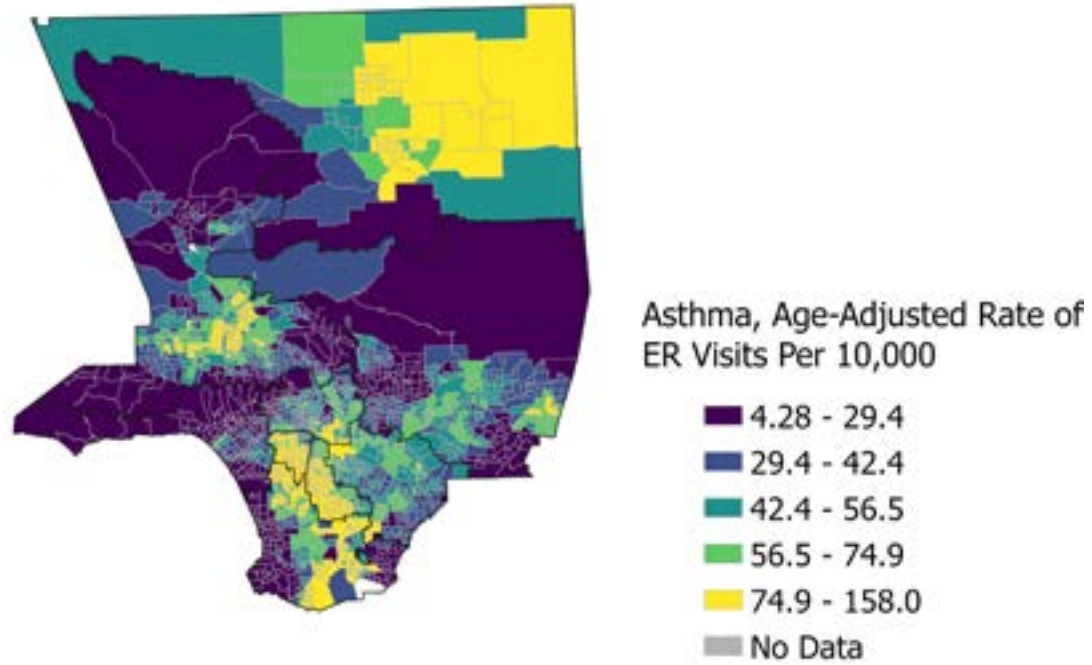 Asthma, Age-Adjusted Rate of
ER Visits Per 10,000
4.28 - 29.4
29.4 - 42.4
42.4 - 56.5
56.5 - 74.9
74.9 - 158.0
No Data